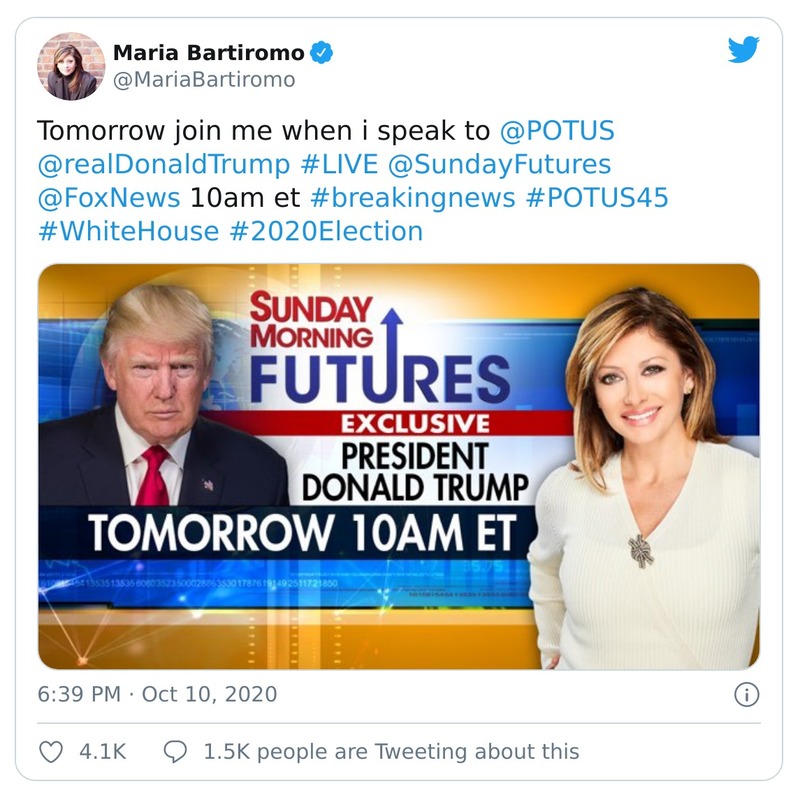 Maria Bartiromo
@MariaBartiromo
Tomorrow join me when i speak to @POTUS
@realDonaldTrump #LIVE @SundayFutures
@FoxNews 10am et #breakingnews #POTUS45
#WhiteHouse #2020Election
SUNDAY
MORNING
FUTURES
EXCLUSIVE
PRESIDENT
DONALD TRUMP
TOMORROW 10AM ET
6:39 PM · Oct 10, 2020
4.1K 1.5K people are Tweeting about this